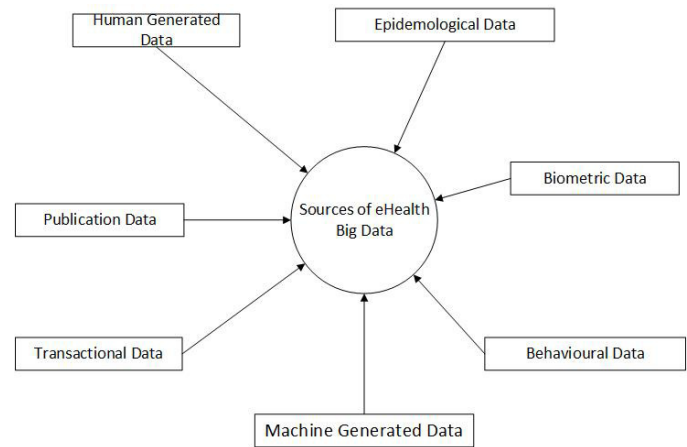 Human Generated
Data
Epidemological Data
Biometric Data
Sources of eHealth
Big Data
Publication Data
Transactional Data
Behavioural Data
Machine Generated Data